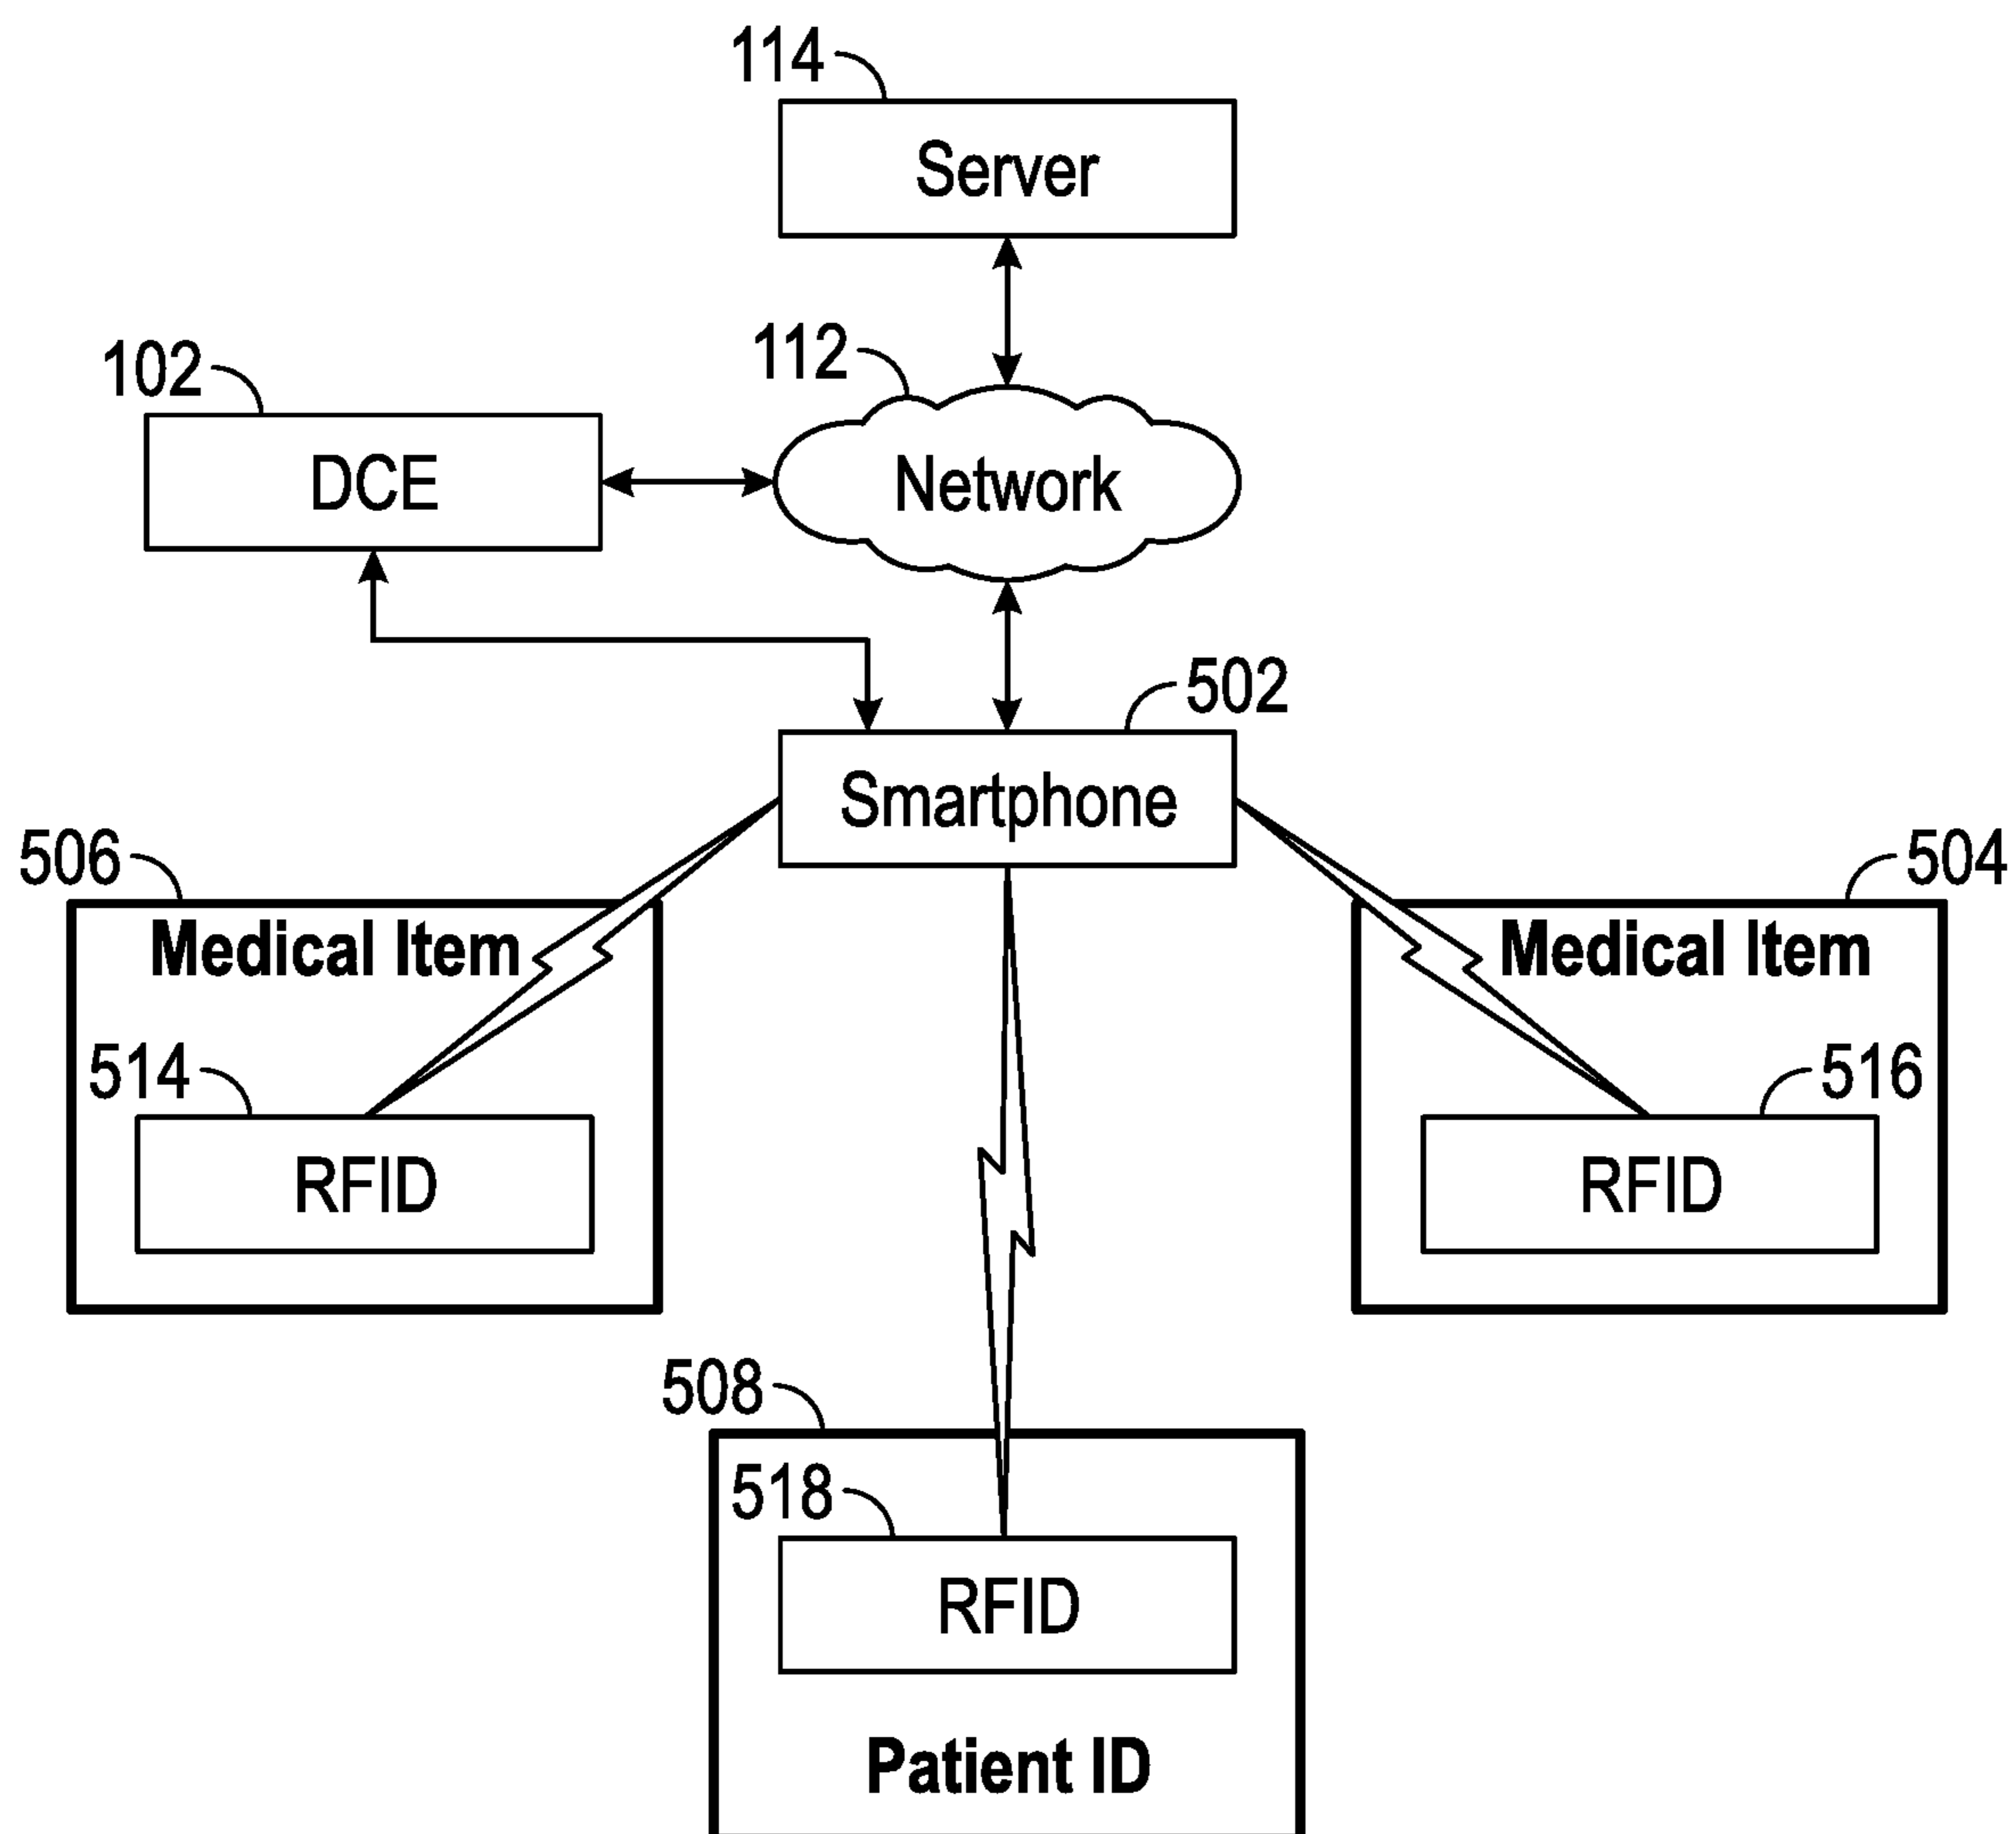 114
Server
112
102
DCE
Network
502
Smartphone
506
504
Medical Item
Medical Item
514
516
RFID
RFID
508
518
RFID
Patient ID